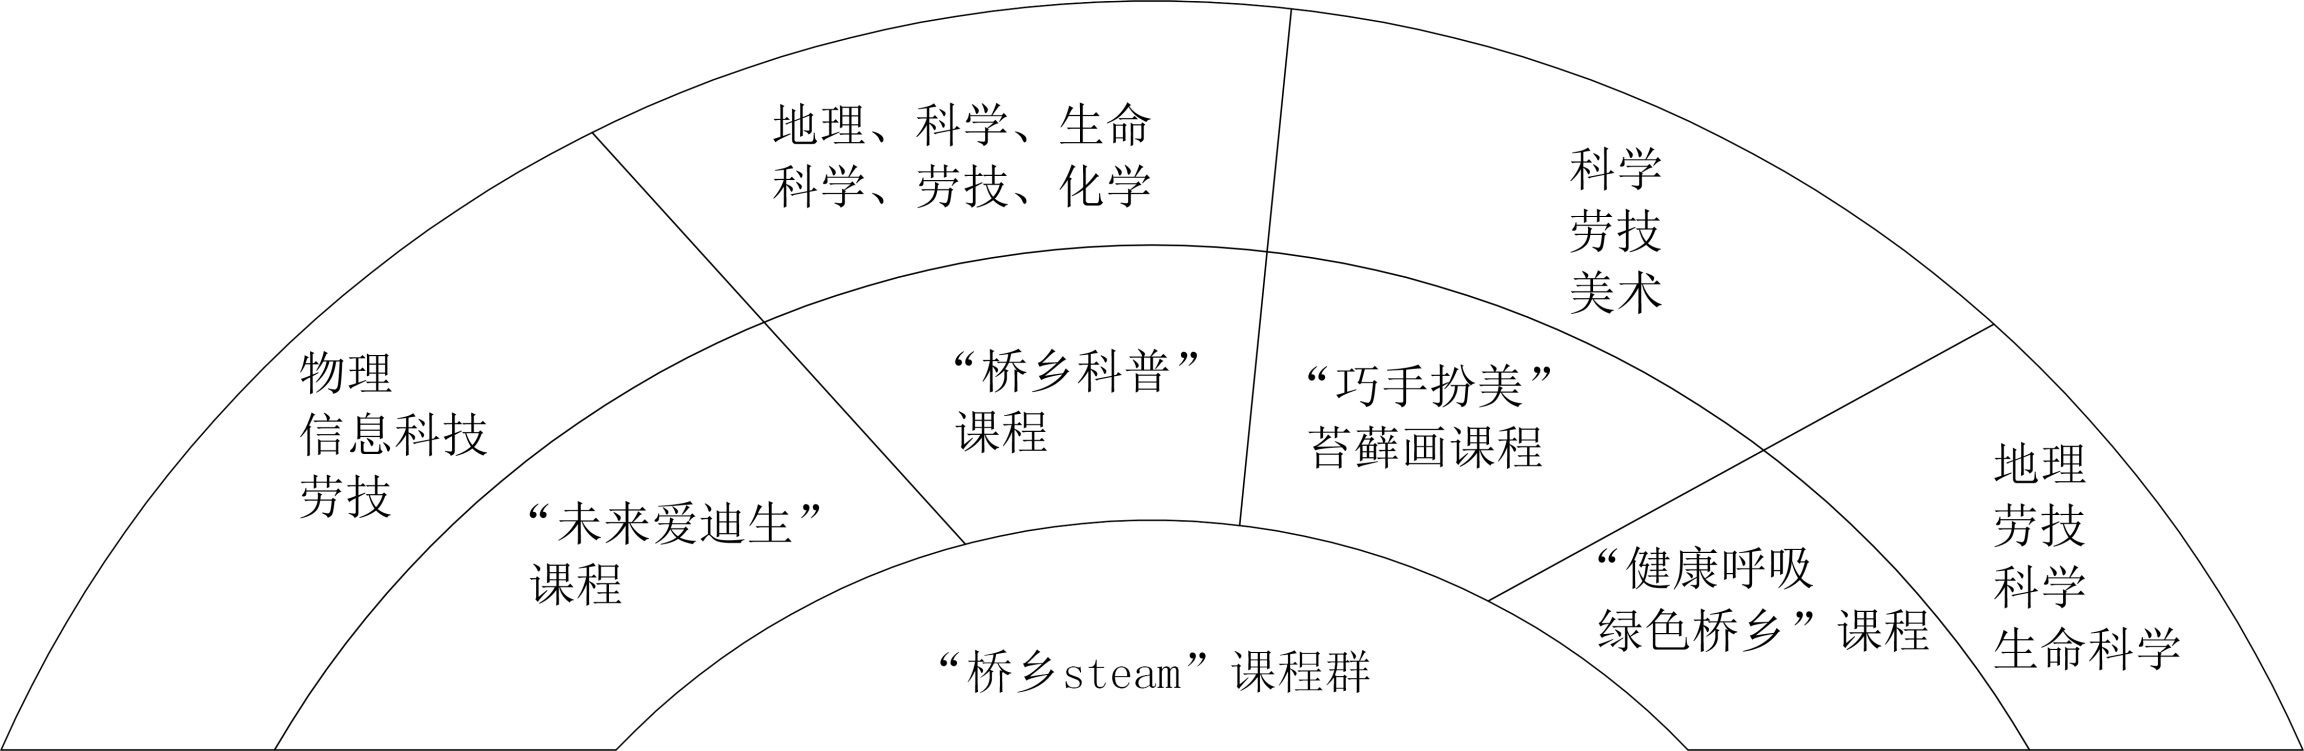 地理、科学、生命
科学、劳技、化学
科学
劳技
美术
物理
信息科技
劳技
“桥乡科普”
课程
“巧手扮美”
苔藓画课程
地理
劳技
科学
生命科学
“未来爱迪生”
课程
“健康呼吸
绿色桥乡”课程
“桥乡steam”课程群